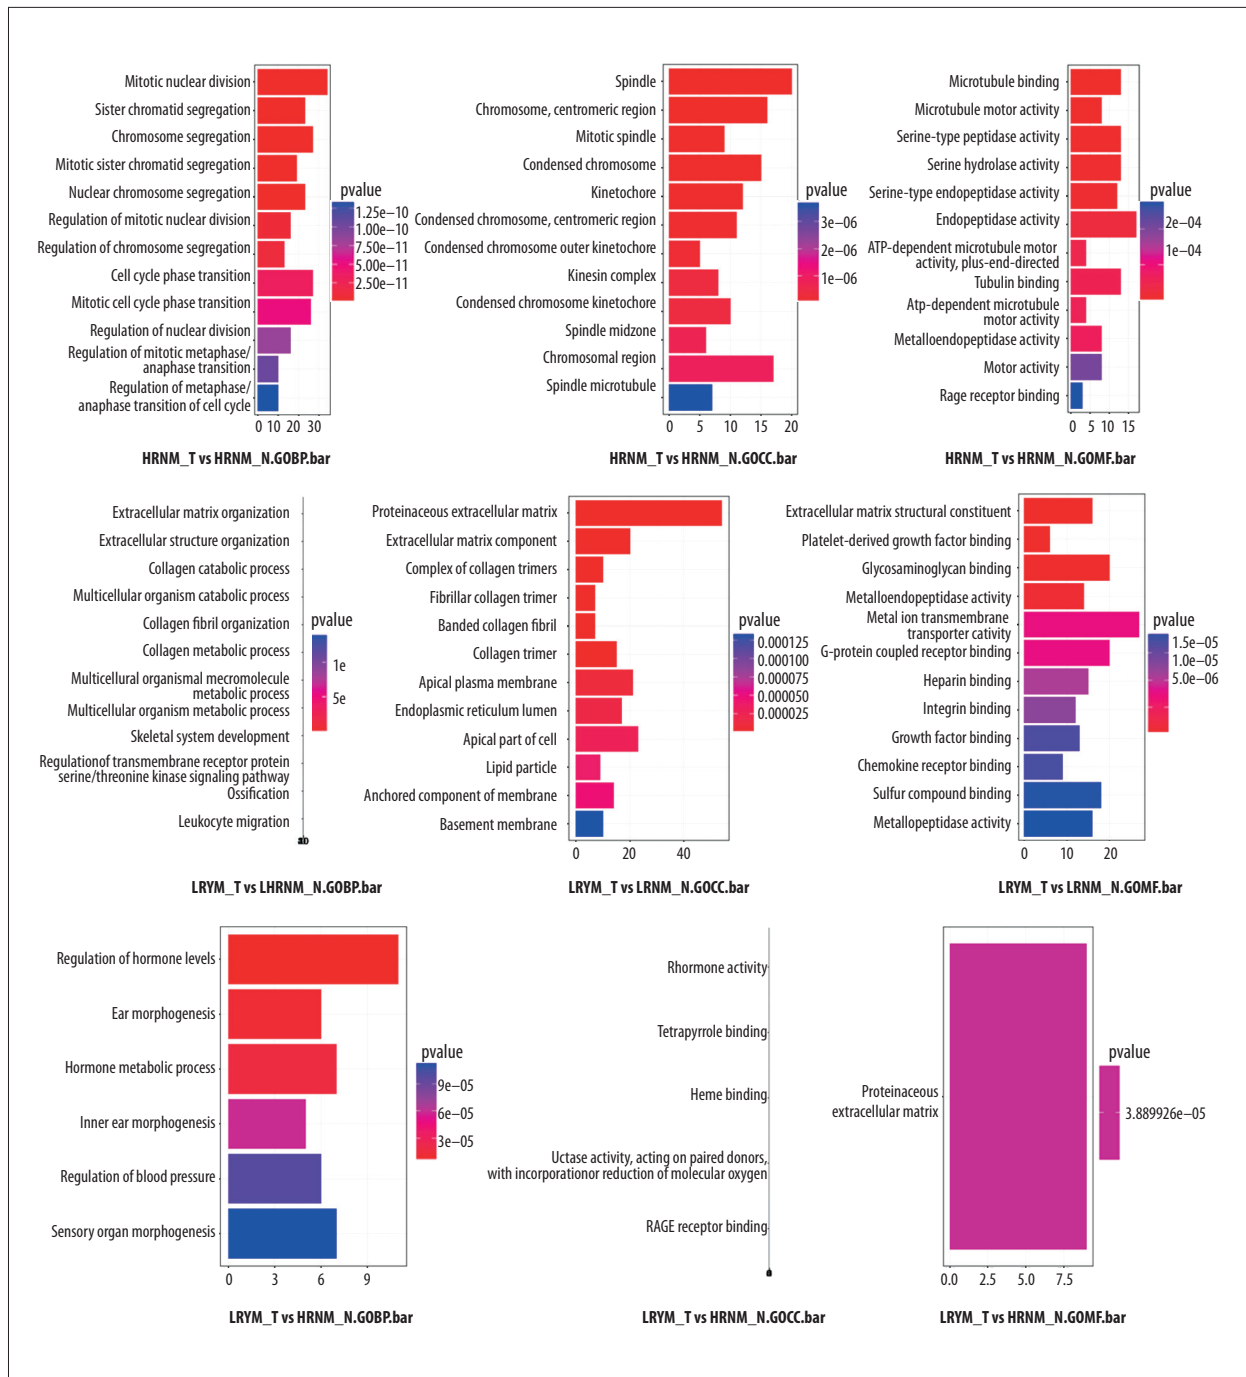 Mitotic nuclear division
Sister chromatid segregation
Chromosome segregation
Mitotic sister chromatid segregation
Nuclear chromosome segregation
Regulation of mitotic nuclear division
Regulation of chromosome segregation
Cell cycle phase transition
Mitotic cell cycle phase transition
Regulation of nuclear division
Regulation of mitotic metaphase/
anaphase transition
Regulation of metaphase/
anaphase transition of cell cycle
0 10 20 30
pvalue
1.25e−10
1.00e−10
7.50e−11
5.00e−11
2.50e−11
HRNM_T vs HRNM_N.GOBP.bar
Spindle
Chromosome, centromeric region
Mitotic spindle
Condensed chromosome
Kinetochore
Condensed chromosome, centromeric region
Condensed chromosome outer kinetochore
Kinesin complex
Condensed chromosome kinetochore
Spindle midzone
Chromosomal region
Spindle microtubule
0 5 10 15 20
pvalue
3e−06
2e−06
1e−06
HRNM_T vs HRNM_N.GOCC.bar
Microtubule binding
Microtubule motor activity
Serine-type peptidase activity
Serine hydrolase activity
Serine-type endopeptidase activity
Endopeptidase activity
ATP-dependent microtubule motor
activity, plus-end-directed
Tubulin binding
Atp-dependent microtubule
motor activity
Metalloendopeptidase activity
Motor activity
Rage receptor binding
0 5 10 15
pvalue
2e−04
1e−04
HRNM_T vs HRNM_N.GOMF.bar
Extracellular matrix organization
Extracellular structure organization
Collagen catabolic process
Multicellular organism catabolic process
Collagen fibril organization
Collagen metabolic process
Multicellural organismal mecromolecule
metabolic process
Multicellular organism metabolic process
Skeletal system development
Regulationof transmembrane receptor protein
serine/threonine kinase signaling pathway
Ossification
Leukocyte migration
pvalue
1e
5e
LRYM_T vs LHRNM_N.GOBP.bar
Proteinaceous extracellular matrix
Extracellular matrix component
Complex of collagen trimers
Fibrillar collagen trimer
Banded collagen fibril
Collagen trimer
Apical plasma membrane
Endoplasmic reticulum lumen
Apical part of cell
Lipid particle
Anchored component of membrane
Basement membrane
0 20 40
pvalue
0.000125
0.000100
0.000075
0.000050
0.000025
LRYM_T vs LRNM_N.GOCC.bar
Extracellular matrix structural constituent
Platelet-derived growth factor binding
Glycosaminoglycan binding
Metalloendopeptidase activity
Metal ion transmembrane
transporter cativity
G-protein coupled receptor binding
Heparin binding
Integrin binding
Growth factor binding
Chemokine receptor binding
Sulfur compound binding
Metallopeptidase activity
0 10 20
pvalue
1.5e−05
1.0e−05
5.0e−06
LRYM_T vs LRNM_N.GOMF.bar
Regulation of hormone levels
Ear morphogenesis
Hormone metabolic process
Inner ear morphogenesis
Regulation of blood pressure
Sensory organ morphogenesis
0 3 6 9
pvalue
9e−05
6e−05
3e−05
LRYM_T vs HRNM_N.GOBP.bar
Rhormone activity
Tetrapyrrole binding
Heme binding
Uctase activity, acting on paired donors,
with incorporationor reduction of molecular oxygen
RAGE receptor binding
LRYM_T vs HRNM_N.GOCC.bar
Proteinaceous
extracellular matrix
0.0 2.5 5.0 7.5
pvalue
3.889926e−05
LRYM_T vs HRNM_N.GOMF.bar